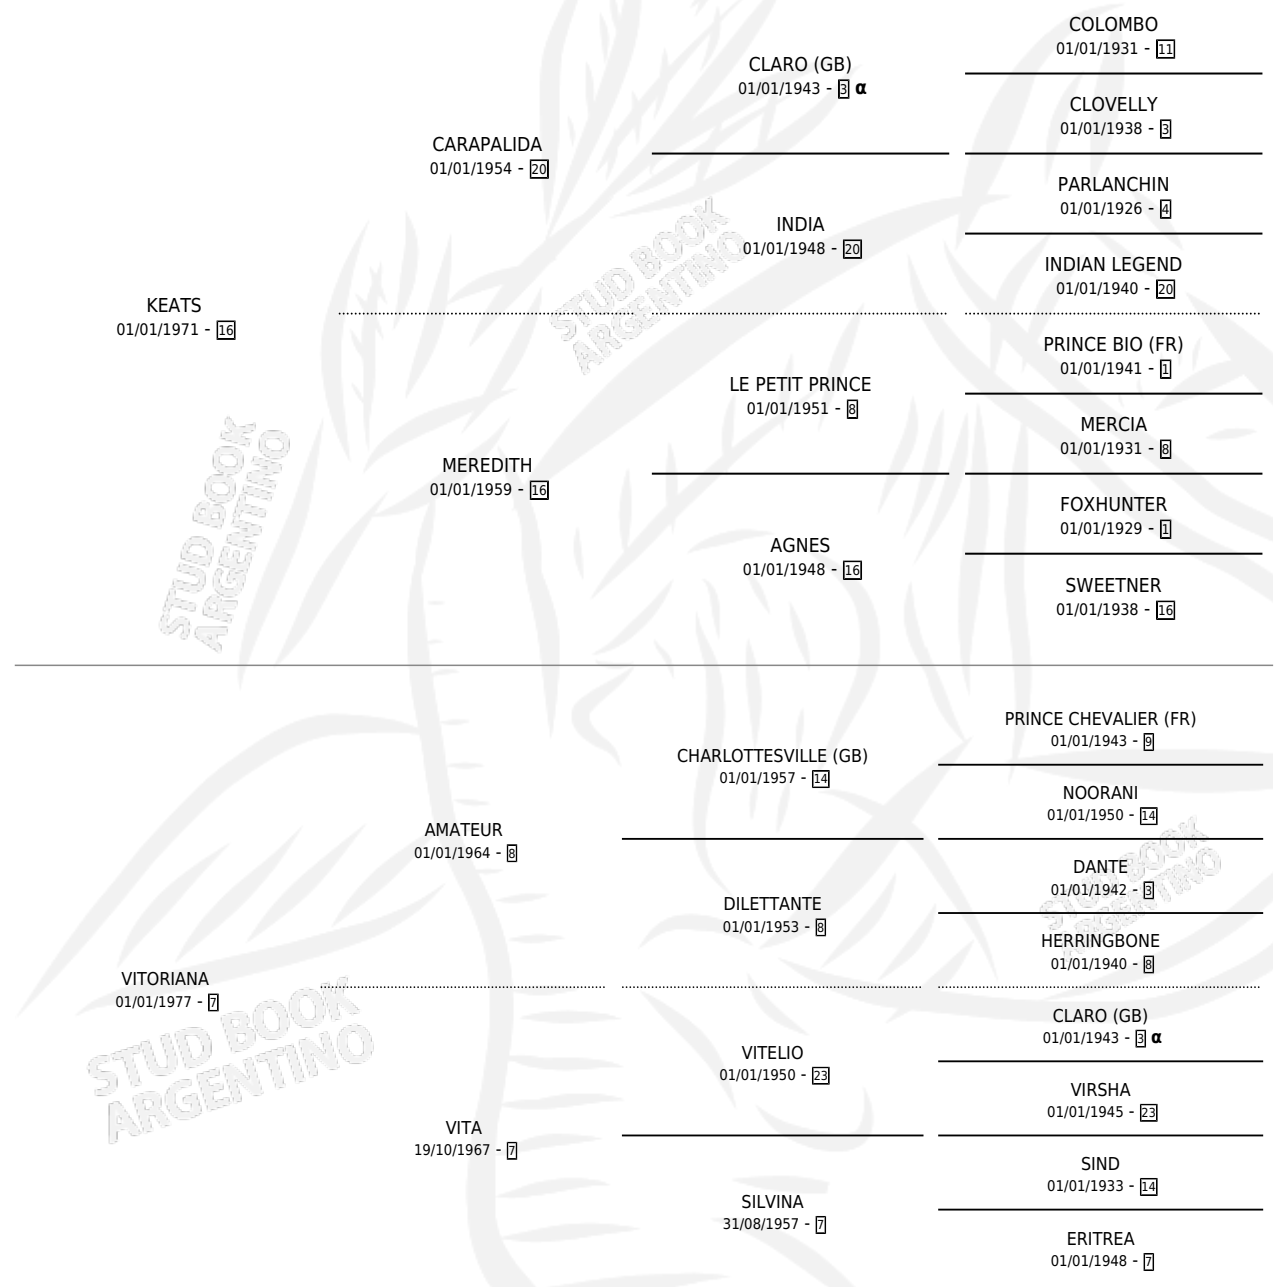 COLOMBO
01/01/1931 - 11
CLARO (GB)
01/01/1943 - 3 α
CLOVELLY
01/01/1938 - 3
CARAPALIDA
01/01/1954 - 20
PARLANCHIN
01/01/1926 - 4
INDIA
01/01/1948 - 20
INDIAN LEGEND
01/01/1940 - 20
KEATS
01/01/1971 - 16
PRINCE BIO (FR)
01/01/1941 - 1
LE PETIT PRINCE
01/01/1951 - 8
MERCIA
01/01/1931 - 8
MEREDITH
01/01/1959 - 16
FOXHUNTER
01/01/1929 - 1
AGNES
01/01/1948 - 16
SWEETNER
01/01/1938 - 16
PRINCE CHEVALIER (FR)
01/01/1943 - 9
CHARLOTTESVILLE (GB)
01/01/1957 - 14
NOORANI
01/01/1950 - 14
AMATEUR
01/01/1964 - 8
DANTE
01/01/1942 - 3
DILETTANTE
01/01/1953 - 8
HERRINGBONE
01/01/1940 - 8
VITORIANA
01/01/1977 - 7
CLARO (GB)
01/01/1943 - 3 α
VITELIO
01/01/1950 - 23
VIRSHA
01/01/1945 - 23
VITA
19/10/1967 - 7
SIND
01/01/1933 - 14
SILVINA
31/08/1957 - 7
ERITREA
01/01/1948 - 7
STUD BOOK
ARGENTINO
STUD BOOK
ARGENTINO
STUD BOOK
ARGENTINO
STUD BOOK
ARGENTINO